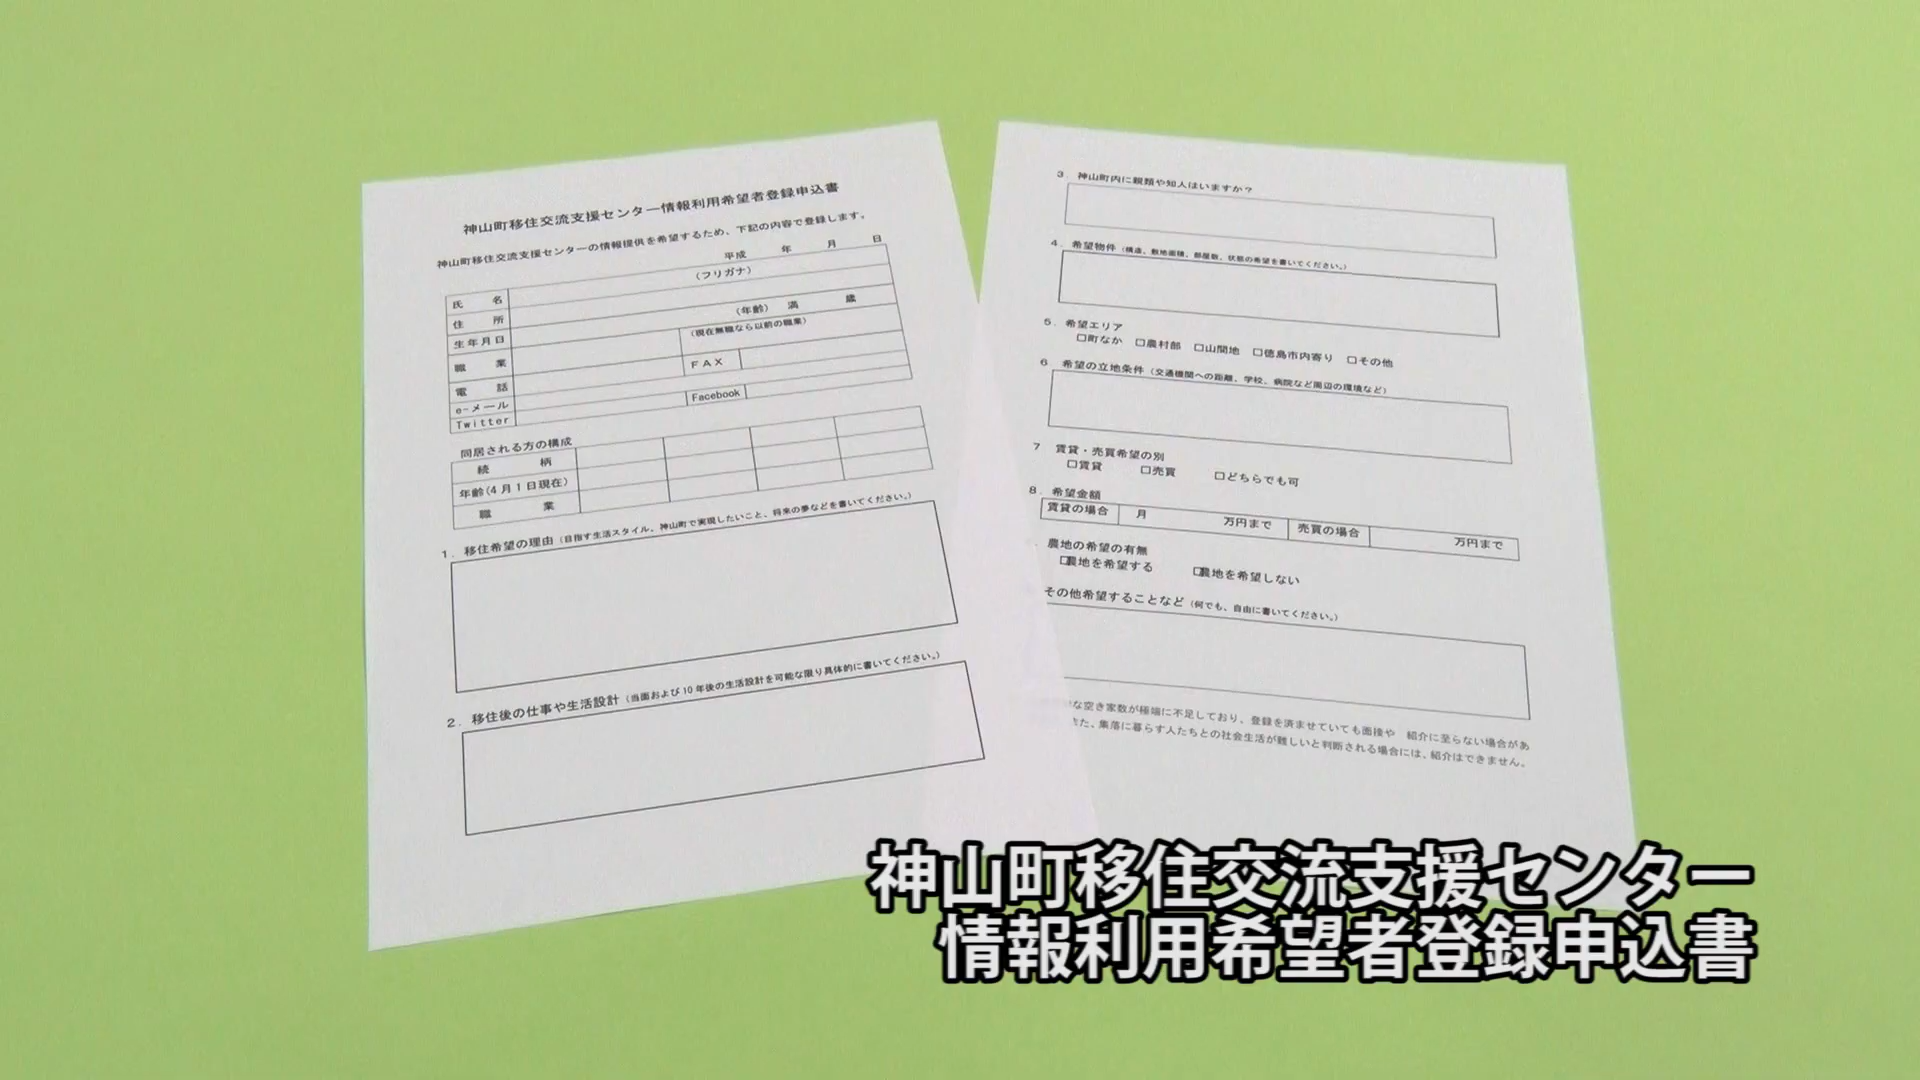 神山町移住交流支援センター情報利用希望者登録申込書
神山町移住交流支援センターの情報提供を希望するため、下記の内容で登録します。
平成 年 月 日
氏 名 (フリガナ)
住 所
生年月日 (年齢) 満 歳
職 業 (現在無職なら以前の職業)
電 話 FAX
e-メール
Twitter Facebook
同居される方の構成
続 柄
年齢(4月1日現在)
職 業
1. 移住希望の理由(目指す生活スタイル、神山町で実現したいこと、将来の夢などを書いてください。)
2. 移住後の仕事や生活設計(当面および10年後の生活設計を可能な限り具体的に書いてください。)
3. 神山町内に親類や知人はいますか?
4. 希望物件(構造、敷地面積、部屋数、状態の希望を書いてください。)
5. 希望エリア
□町なか □農村部 □山間地 □徳島市内寄り □その他
6 希望の立地条件(交通機関への距離、学校、病院など周辺の環境など)
7 賃貸・売買希望の別
□賃貸 □売買 □どちらでも可
8. 希望金額
賃貸の場合 月 万円まで 売買の場合 万円まで
農地の希望の有無
□農地を希望する □農地を希望しない
その他希望することなど(何でも、自由に書いてください。)
な空き家数が極端に不足しており、登録を済ませていても面接や 紹介に至らない場合があ
た、集落に暮らす人たちとの社会生活が難しいと判断される場合には、紹介はできません。
神山町移住交流支援センター
情報利用希望者登録申込書